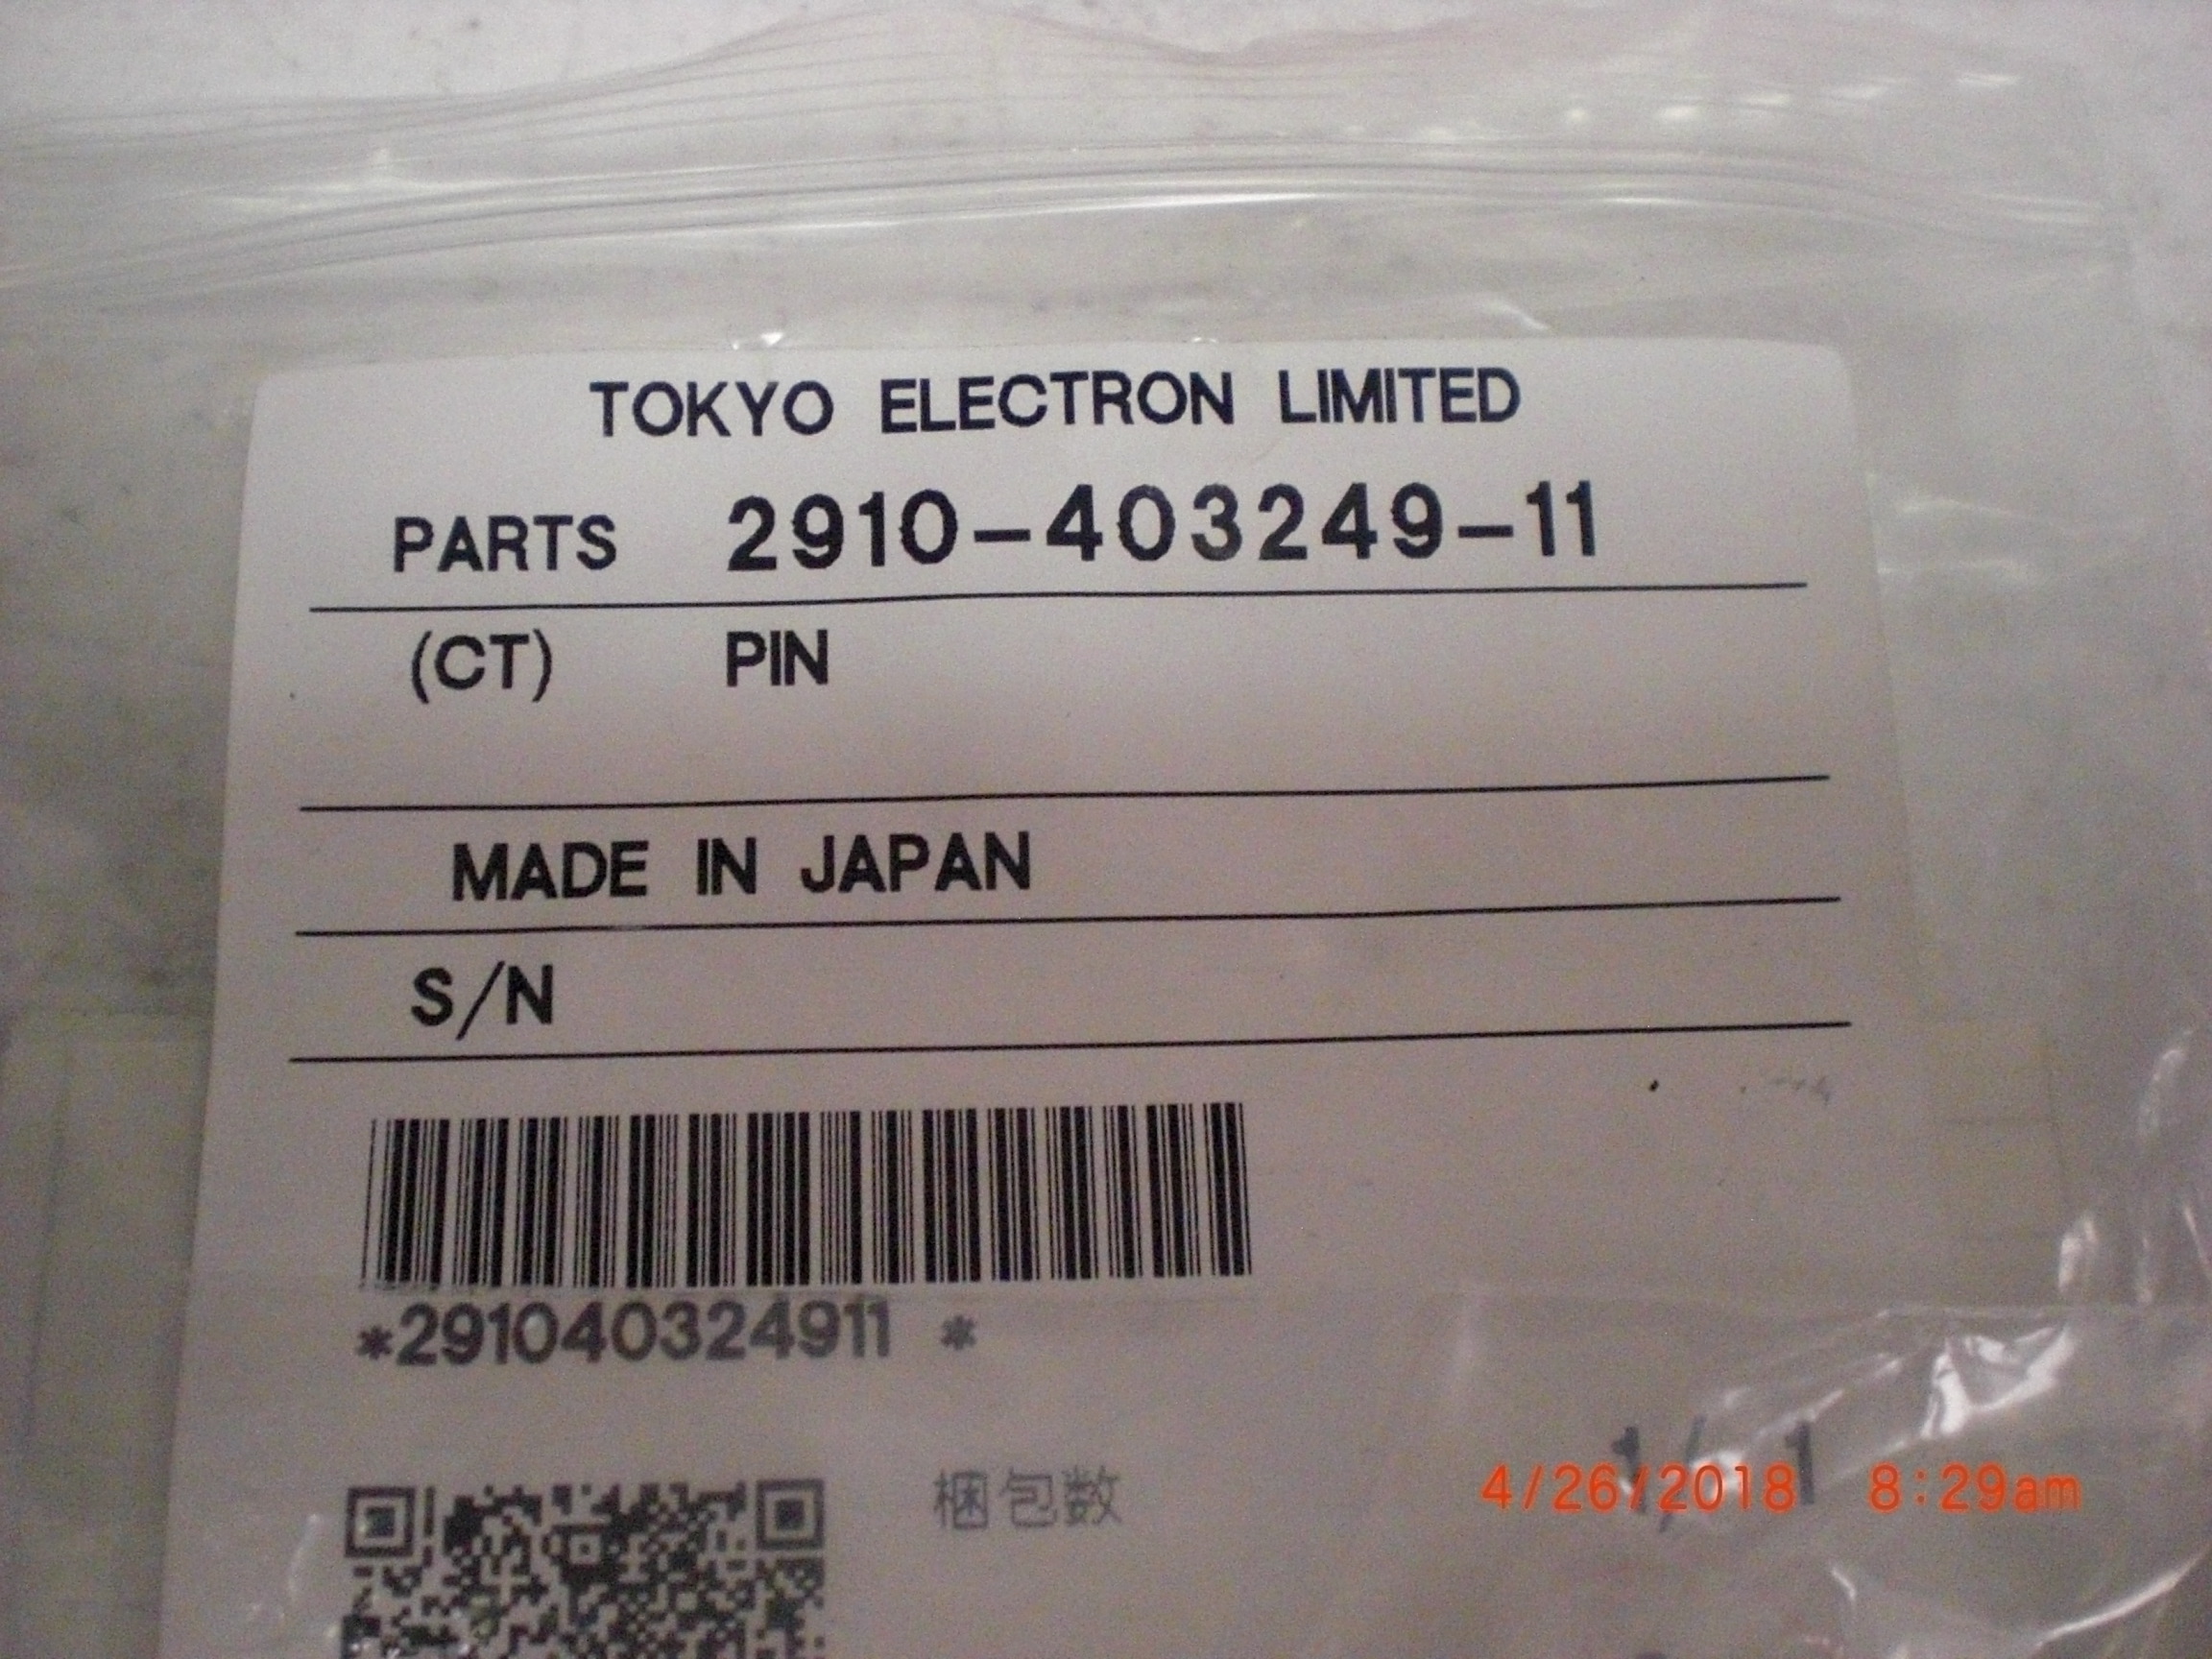 TOKYO ELECTRON LIMITED
PARTS 2910-403249-11
(CT) PIN
MADE IN JAPAN
S/N
*291040324911 *
梱包数 1/ 1
4/26/2018 8:29am